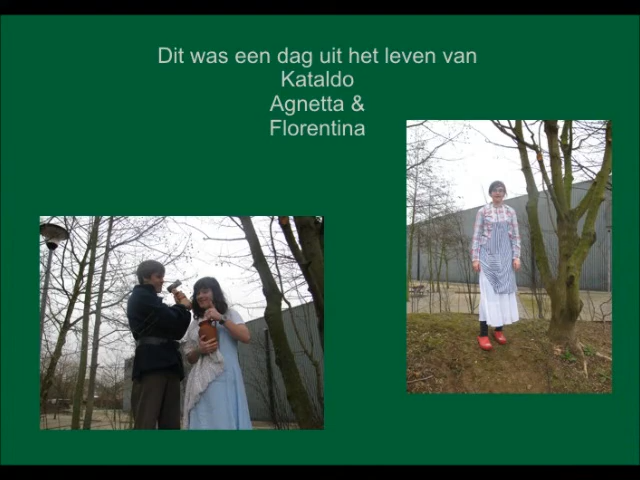 Dit was een dag uit het leven van
Kataldo
Agnetta &
Florentina